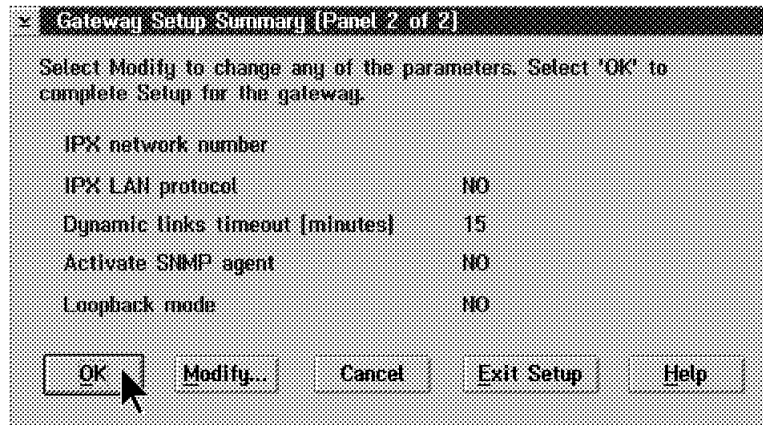 Gateway Setup Summary (Panel 2 of 2)
Select Modify to change any of the parameters. Select 'OK' to
complete Setup for the gateway.
IPX network number
IPX LAN protocol NO
Dynamic links timeout (minutes) 15
Activate SNMP agent NO
Loopback mode NO
OK Modify... Cancel Exit Setup Help